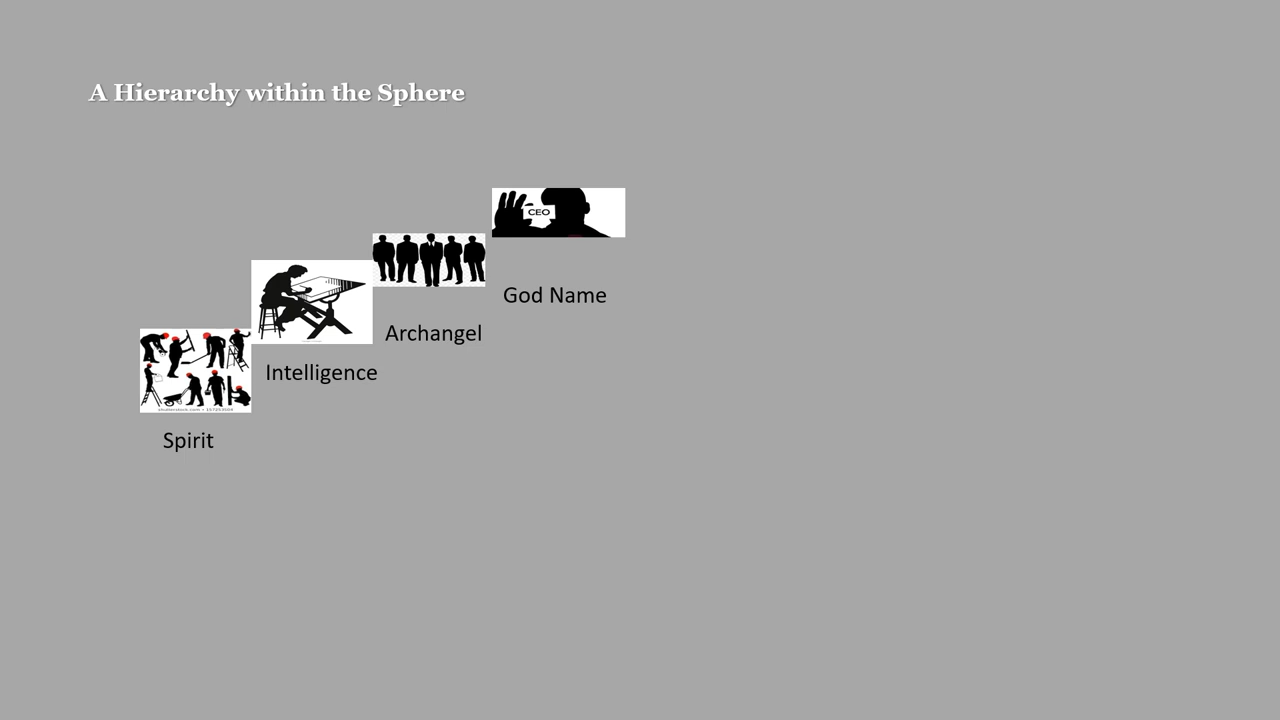 A Hierarchy within the Sphere
CEO
God Name
Archangel
Intelligence
Spirit